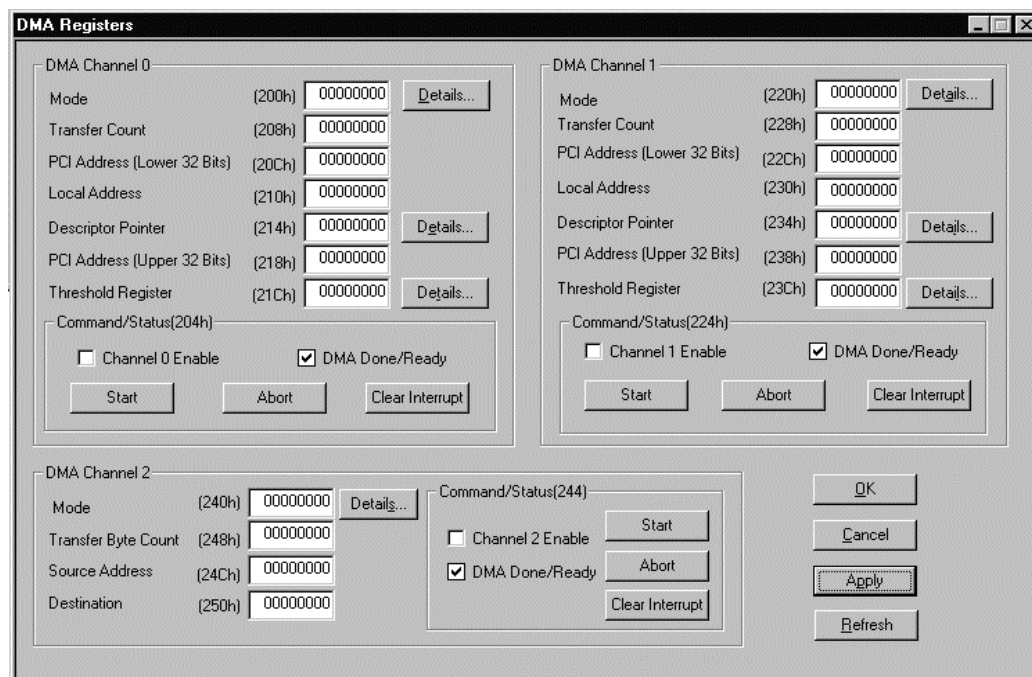 DMA Registers
DMA Channel 0
Mode (200h) 00000000 Details...
Transfer Count (208h) 00000000
PCI Address (Lower 32 Bits) (20Ch) 00000000
Local Address (210h) 00000000
Descriptor Pointer (214h) 00000000 Details...
PCI Address (Upper 32 Bits) (218h) 00000000
Threshold Register (21Ch) 00000000 Details...
Command/Status(204h)
Channel 0 Enable DMA Done/Ready
Start Abort Clear Interrupt
DMA Channel 1
Mode (220h) 00000000 Details...
Transfer Count (228h) 00000000
PCI Address (Lower 32 Bits) (22Ch) 00000000
Local Address (230h) 00000000
Descriptor Pointer (234h) 00000000 Details...
PCI Address (Upper 32 Bits) (238h) 00000000
Threshold Register (23Ch) 00000000 Details...
Command/Status(224h)
Channel 1 Enable DMA Done/Ready
Start Abort Clear Interrupt
DMA Channel 2
Mode (240h) 00000000 Details...
Transfer Byte Count (248h) 00000000
Source Address (24Ch) 00000000
Destination (250h) 00000000
Command/Status(244)
Channel 2 Enable
DMA Done/Ready
Start
Abort
Clear Interrupt
OK
Cancel
Apply
Refresh